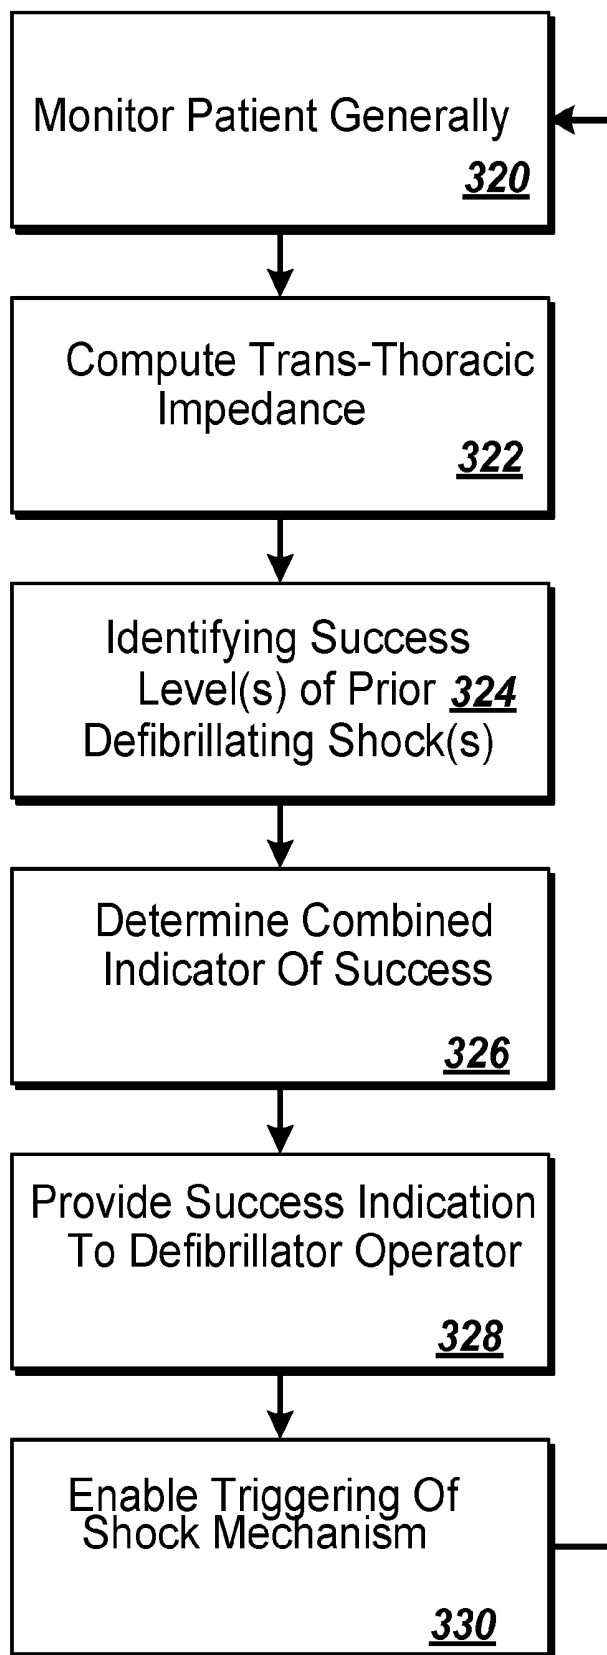 Monitor Patient Generally
320
Compute Trans-Thoracic
Impedance
322
Identifying Success
Level(s) of Prior 324
Defibrillating Shock(s)
Determine Combined
Indicator Of Success
326
Provide Success Indication
To Defibrillator Operator
328
Enable Triggering Of
Shock Mechanism
330